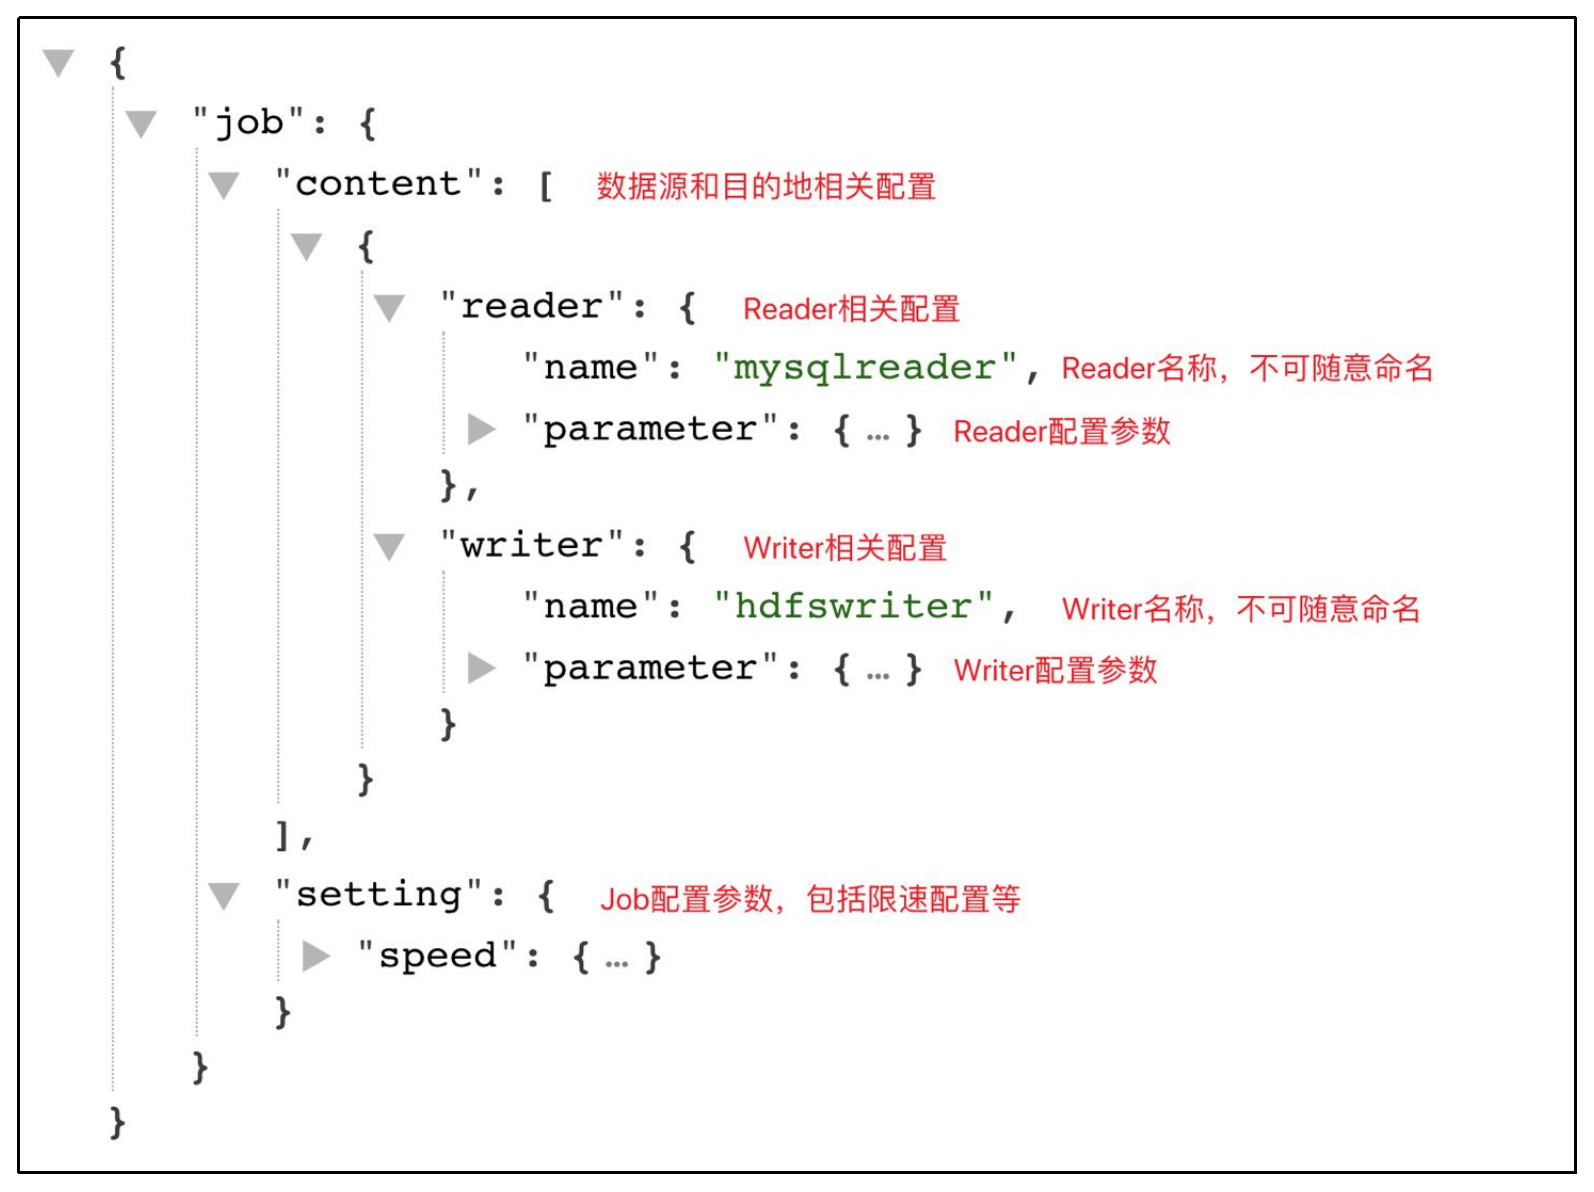 {
"job": {
"content": [ 数据源和目的地相关配置
{
"reader": { Reader相关配置
"name": "mysqlreader", Reader名称，不可随意命名
"parameter": { … } Reader配置参数
},
"writer": { Writer相关配置
"name": "hdfswriter", Writer名称，不可随意命名
"parameter": { … } Writer配置参数
}
}
],
"setting": { Job配置参数，包括限速配置等
"speed": { … }
}
}
}